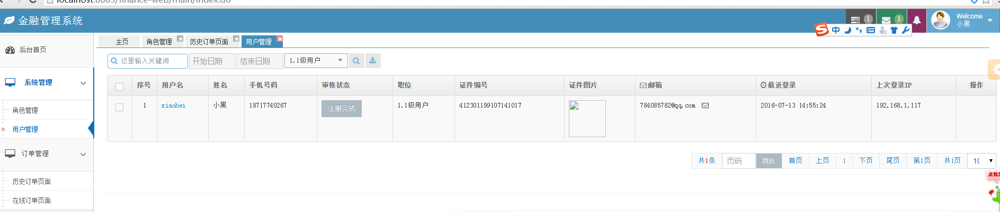 localhost:8085/finance-web/main/index.do
金融管理系统
1
1
Welcome
小黑
中
主页
角色管理
历史订单页面
用户管理
后台首页
系统管理
角色管理
用户管理
订单管理
历史订单页面
在线订单页面
这里输入关键词
开始日期
结束日期
1.1级用户
序号 用户名 姓名 手机号码 审核状态 职位 证件编号 证件图片 邮箱 最近登录 上次登录IP 操作
1 xiaohei 小黑 18717740267 注册完成 1.1级用户 412301199107141017 784085782@qq.com 2016-07-13 14:55:24 192.168.1.117
共1条 页码 跳转 首页 上页 1 下页 尾页 第1页 共1页 10
点我加